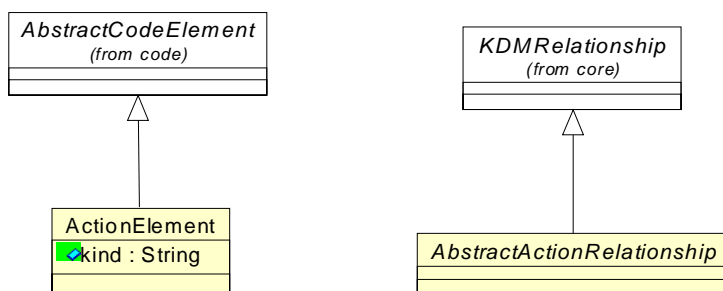 AbstractCodeElement
(from code)
KDMRelationship
(from core)
ActionElement
kind : String
AbstractActionRelationship